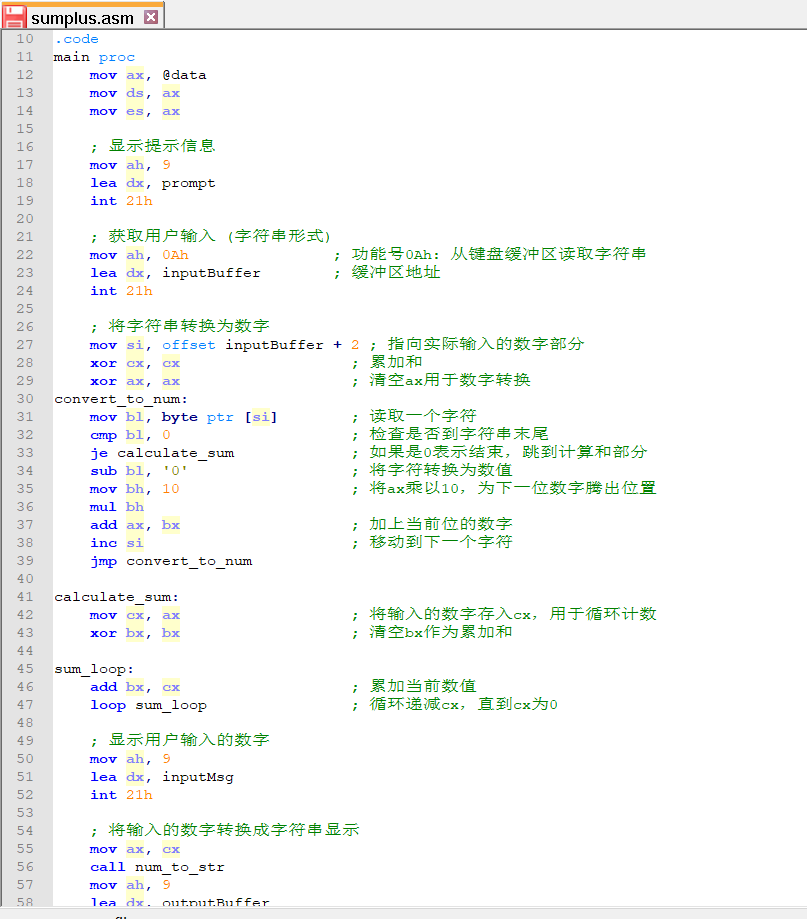 sumplus.asm
10 .code
11 main proc
12     mov ax, @data
13     mov ds, ax
14     mov es, ax
15
16     ; 显示提示信息
17     mov ah, 9
18     lea dx, prompt
19     int 21h
20
21     ; 获取用户输入 (字符串形式)
22     mov ah, 0Ah                ; 功能号0Ah: 从键盘缓冲区读取字符串
23     lea dx, inputBuffer        ; 缓冲区地址
24     int 21h
25
26     ; 将字符串转换为数字
27     mov si, offset inputBuffer + 2 ; 指向实际输入的数字部分
28     xor cx, cx                   ; 累加和
29     xor ax, ax                   ; 清空ax用于数字转换
30 convert_to_num:
31     mov bl, byte ptr [si]        ; 读取一个字符
32     cmp bl, 0                    ; 检查是否到字符串末尾
33     je calculate_sum             ; 如果是0表示结束，跳到计算和部分
34     sub bl, '0'                  ; 将字符转换为数值
35     mov bh, 10                   ; 将ax乘以10，为下一位数字腾出位置
36     mul bh
37     add ax, bx                   ; 加上当前位的数字
38     inc si                       ; 移动到下一个字符
39     jmp convert_to_num
40
41 calculate_sum:
42     mov cx, ax                   ; 将输入的数字存入cx，用于循环计数
43     xor bx, bx                   ; 清空bx作为累加和
44
45 sum_loop:
46     add bx, cx                   ; 累加当前数值
47     loop sum_loop                ; 循环递减cx，直到cx为0
48
49     ; 显示用户输入的数字
50     mov ah, 9
51     lea dx, inputMsg
52     int 21h
53
54     ; 将输入的数字转换成字符串显示
55     mov ax, cx
56     call num_to_str
57     mov ah, 9
58     lea dx, outputBuffer